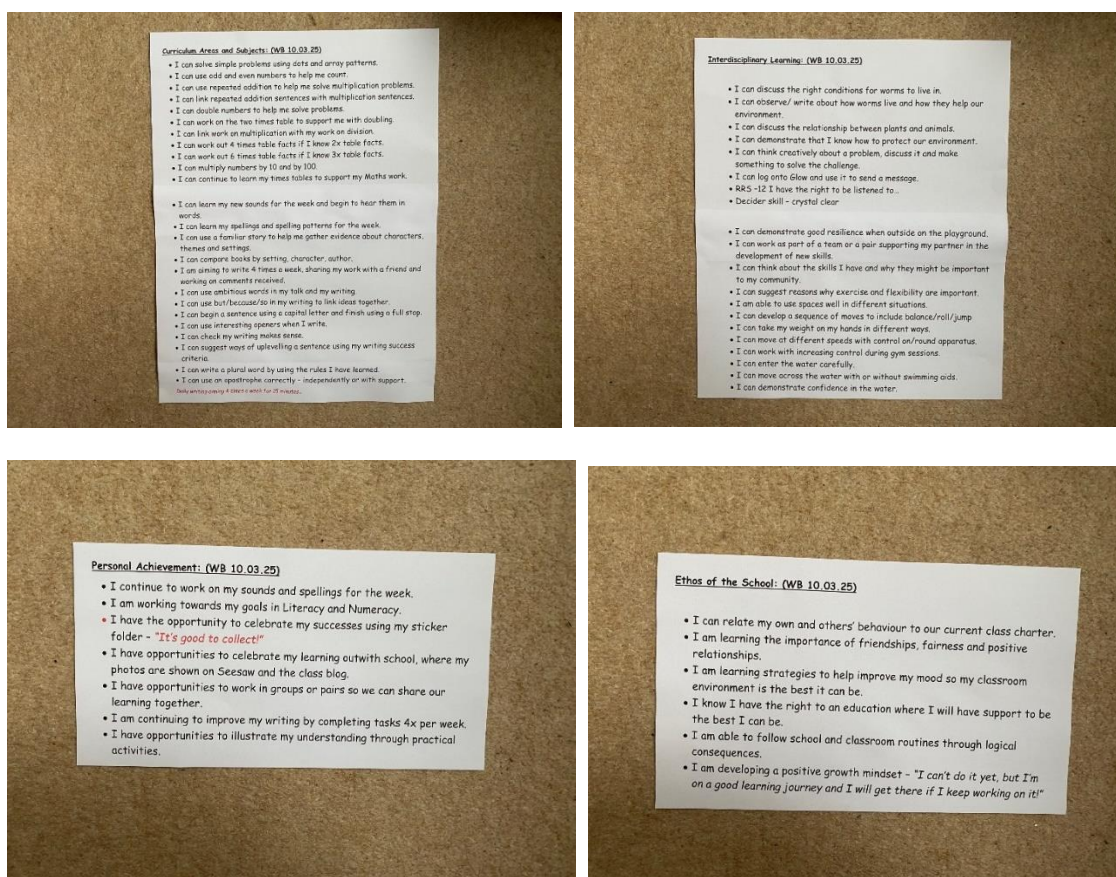 Curriculum Areas and Subjects: (WB 10.03.25)
• I can solve simple problems using dots and array patterns.
• I can use odd and even numbers to help me count.
• I can use repeated addition to help me solve multiplication problems.
• I can link repeated addition sentences with multiplication sentences.
• I can double numbers to help me solve problems.
• I can work on the two times table to support me with doubling.
• I can link work on multiplication with my work on division.
• I can work out 4 times table facts if I know 2x table facts.
• I can work out 6 times table facts if I know 3x table facts.
• I can multiply numbers by 10 and by 100.
• I can continue to learn my times tables to support my Maths work.
• I can learn my new sounds for the week and begin to hear them in
words.
• I can learn my spellings and spelling patterns for the week.
• I can use a familiar story to help me gather evidence about characters,
themes and settings.
• I can compare books by setting, character, author.
• I am aiming to write 4 times a week, sharing my work with a friend and
working on comments received.
• I can use ambitious words in my talk and my writing.
• I can use but/because/so in my writing to link ideas together.
• I can begin a sentence using a capital letter and finish using a full stop.
• I can use interesting openers when I write.
• I can check my writing makes sense.
• I can suggest ways of uplevelling a sentence using my writing success
criteria.
• I can write a plural word by using the rules I have learned.
• I can use an apostrophe correctly - independently or with support.
Daily writing aiming 4 times a week for 25 minutes.
Interdisciplinary Learning: (WB 10.03.25)
• I can discuss the right conditions for worms to live in.
• I can observe/ write about how worms live and how they help our
environment.
• I can discuss the relationship between plants and animals.
• I can demonstrate that I know how to protect our environment.
• I can think creatively about a problem, discuss it and make
something to solve the challenge.
• I can log onto Glow and use it to send a message.
• RRS -12 I have the right to be listened to...
• Decider skill - crystal clear
• I can demonstrate good resilience when outside on the playground.
• I can work as part of a team or a pair supporting my partner in the
development of new skills.
• I can think about the skills I have and why they might be important
to my community.
• I can suggest reasons why exercise and flexibility are important.
• I am able to use spaces well in different situations.
• I can develop a sequence of moves to include balance/roll/jump
• I can take my weight on my hands in different ways.
• I can move at different speeds with control on/round apparatus.
• I can work with increasing control during gym sessions.
• I can enter the water carefully.
• I can move across the water with or without swimming aids.
• I can demonstrate confidence in the water.
Personal Achievement: (WB 10.03.25)
• I continue to work on my sounds and spellings for the week.
• I am working towards my goals in Literacy and Numeracy.
• I have the opportunity to celebrate my successes using my sticker
folder - "It's good to collect!"
• I have opportunities to celebrate my learning outwith school, where my
photos are shown on Seesaw and the class blog.
• I have opportunities to work in groups or pairs so we can share our
learning together.
• I am continuing to improve my writing by completing tasks 4x per week.
• I have opportunities to illustrate my understanding through practical
activities.
Ethos of the School: (WB 10.03.25)
• I can relate my own and others' behaviour to our current class charter.
• I am learning the importance of friendships, fairness and positive
relationships.
• I am learning strategies to help improve my mood so my classroom
environment is the best it can be.
• I know I have the right to an education where I will have support to be
the best I can be.
• I am able to follow school and classroom routines through logical
consequences.
• I am developing a positive growth mindset - "I can't do it yet, but I'm
on a good learning journey and I will get there if I keep working on it!"